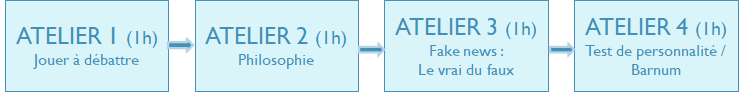 ATELIER 1 (1h)
Jouer à débattre
ATELIER 2 (1h)
Philosophie
ATELIER 3 (1h)
Fake news :
Le vrai du faux
ATELIER 4 (1h)
Test de personnalité /
Barnum